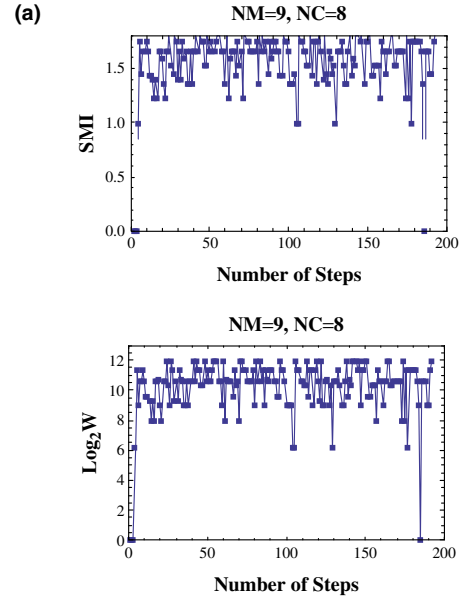 (a)
NM=9, NC=8
SMI
1.5
1.0
0.5
0.0
0 50 100 150 200
Number of Steps
NM=9, NC=8
Log₂W
12
10
8
6
4
2
0
0 50 100 150 200
Number of Steps